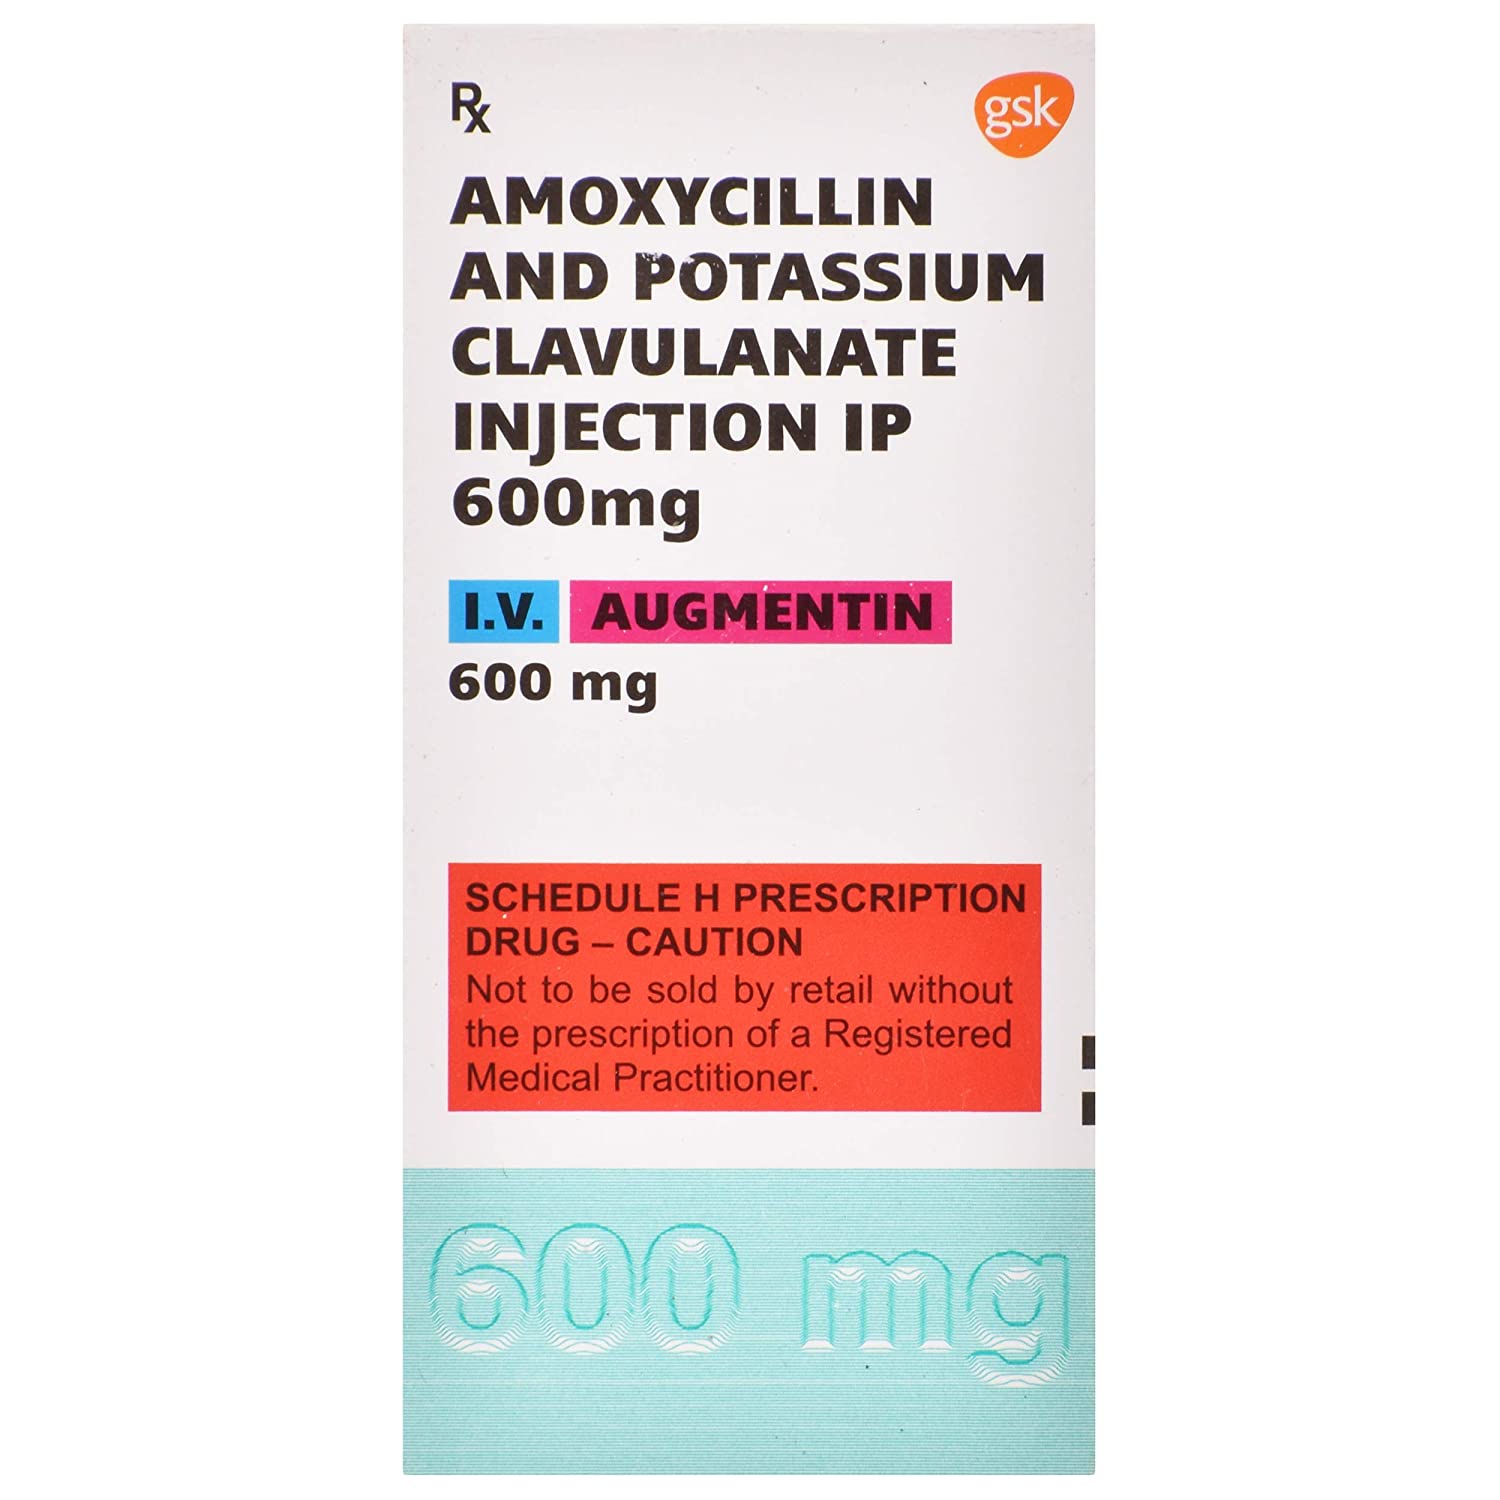 Rx
gsk
AMOXYCILLIN
AND POTASSIUM
CLAVULANATE
INJECTION IP
600mg
I.V. AUGMENTIN
600 mg
SCHEDULE H PRESCRIPTION
DRUG – CAUTION
Not to be sold by retail without
the prescription of a Registered
Medical Practitioner.
600 mg